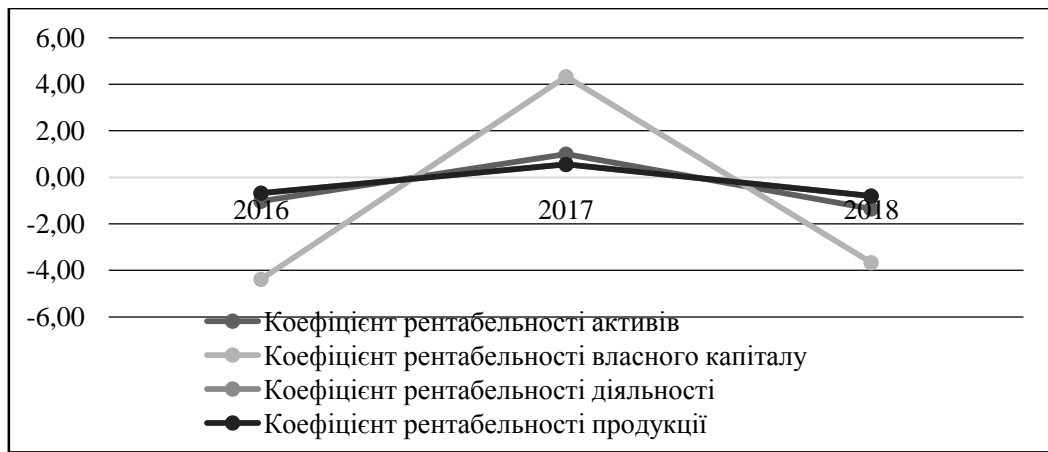 6,00
4,00
2,00
0,00
2016 2017 2018
-2,00
-4,00
-6,00
Коефіцієнт рентабельності активів
Коефіцієнт рентабельності власного капіталу
Коефіцієнт рентабельності діяльності
Коефіцієнт рентабельності продукції